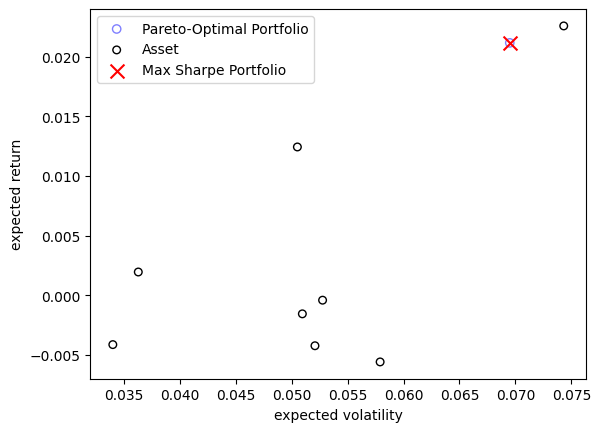 Pareto-Optimal Portfolio
Asset
Max Sharpe Portfolio
0.020
0.015
0.010
0.005
0.000
−0.005
expected return
0.035 0.040 0.045 0.050 0.055 0.060 0.065 0.070 0.075
expected volatility